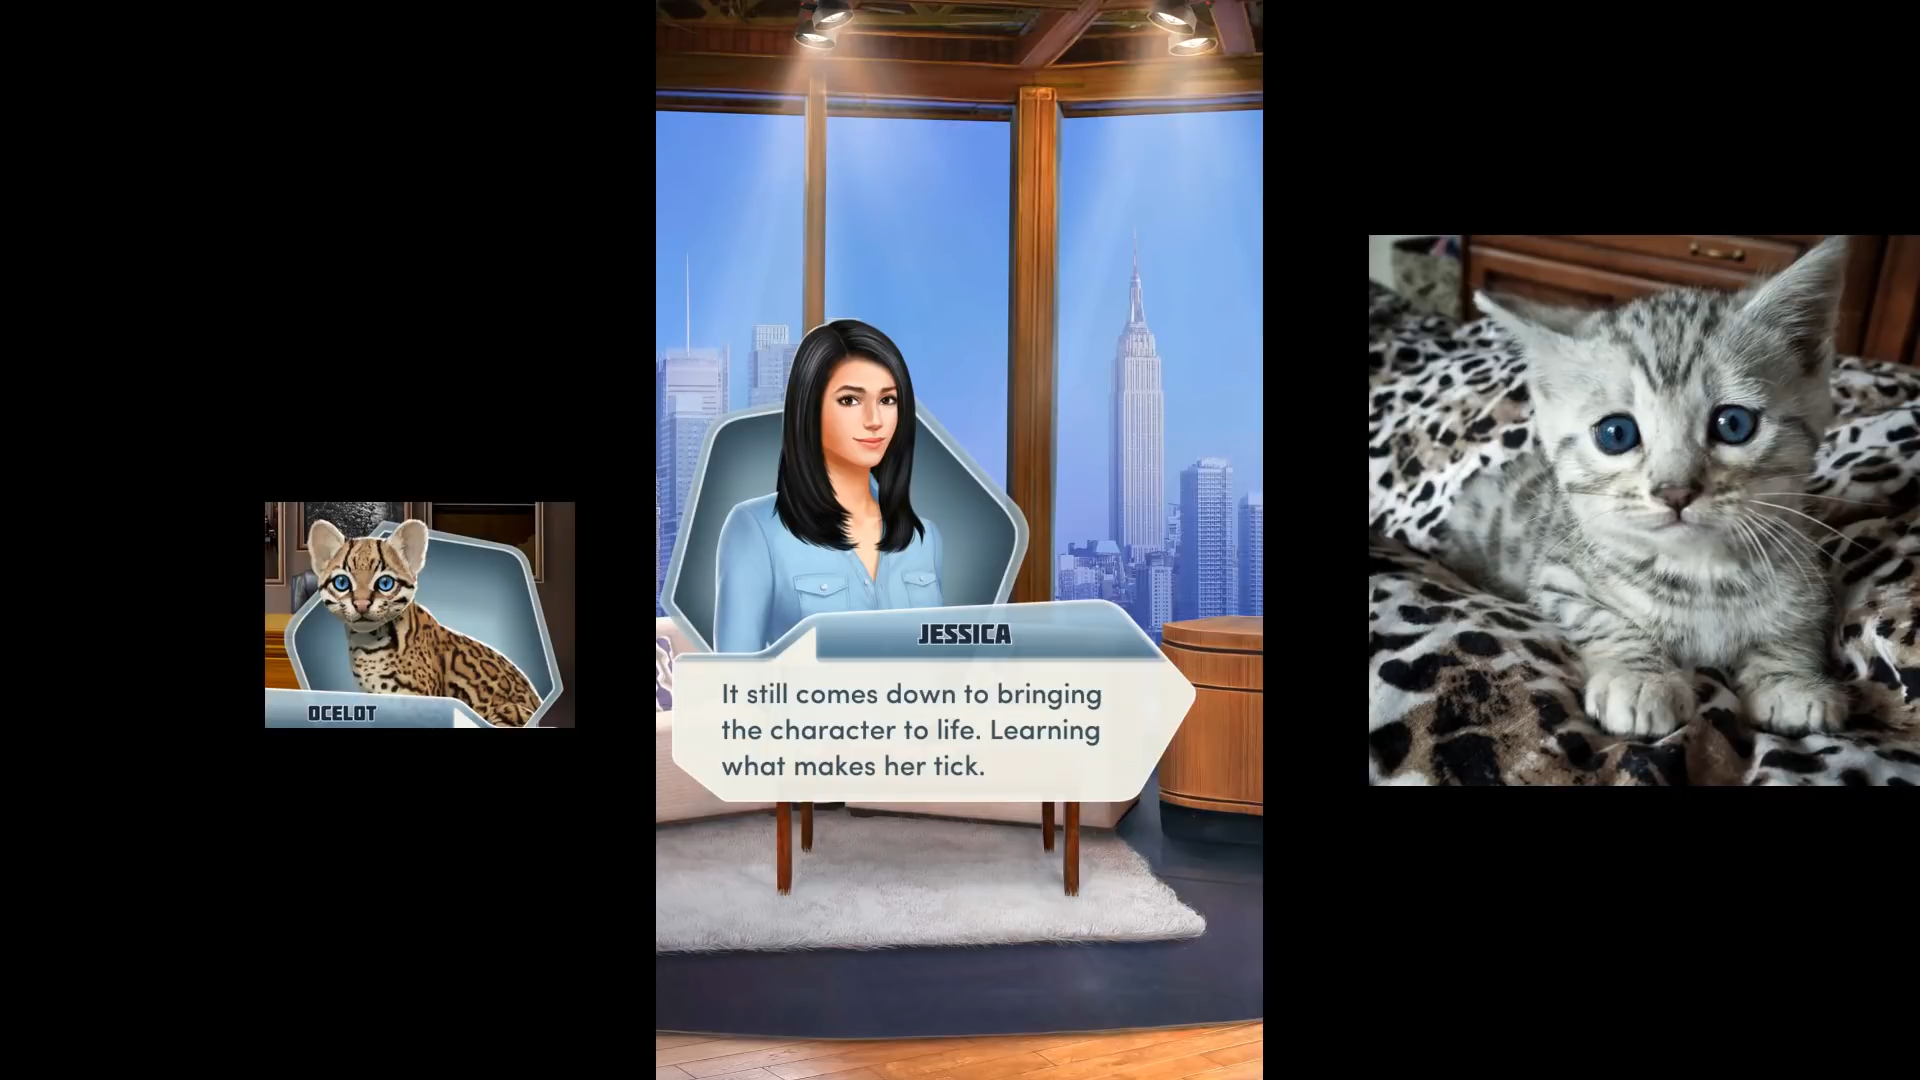 OCELOT
JESSICA
It still comes down to bringing
the character to life. Learning
what makes her tick.